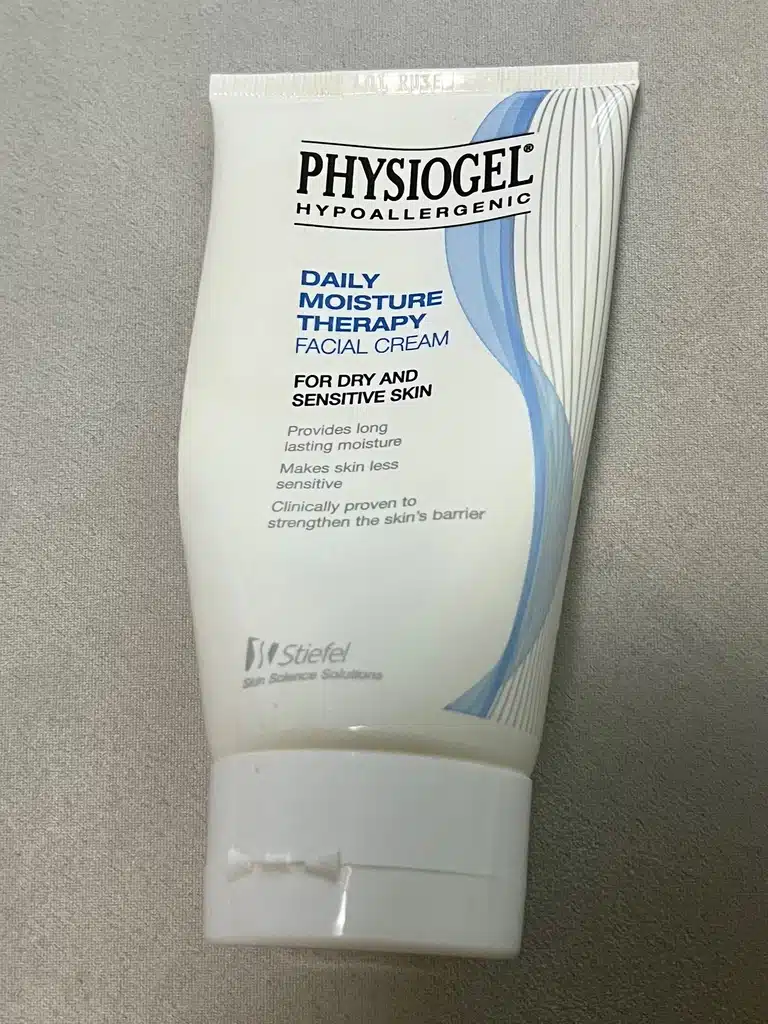 PHYSIOGEL®
HYPOALLERGENIC
DAILY
MOISTURE
THERAPY
FACIAL CREAM
FOR DRY AND
SENSITIVE SKIN
Provides long
lasting moisture
Makes skin less
sensitive
Clinically proven to
strengthen the skin's barrier
Stiefel
Skin Science Solutions